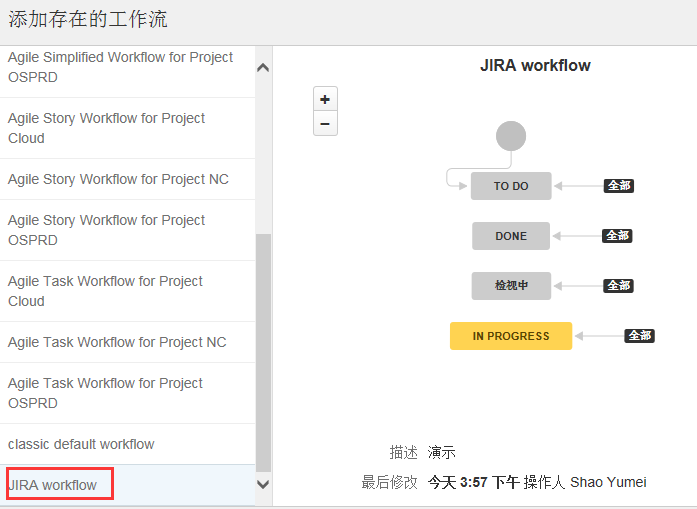 添加存在的工作流
Agile Simplified Workflow for Project
OSPRD
Agile Story Workflow for Project
Cloud
Agile Story Workflow for Project NC
Agile Story Workflow for Project
OSPRD
Agile Task Workflow for Project
Cloud
Agile Task Workflow for Project NC
Agile Task Workflow for Project
OSPRD
classic default workflow
JIRA workflow
JIRA workflow
+
−
TO DO 全部
DONE 全部
检视中 全部
IN PROGRESS 全部
描述 演示
最后修改 今天 3:57 下午 操作人 Shao Yumei